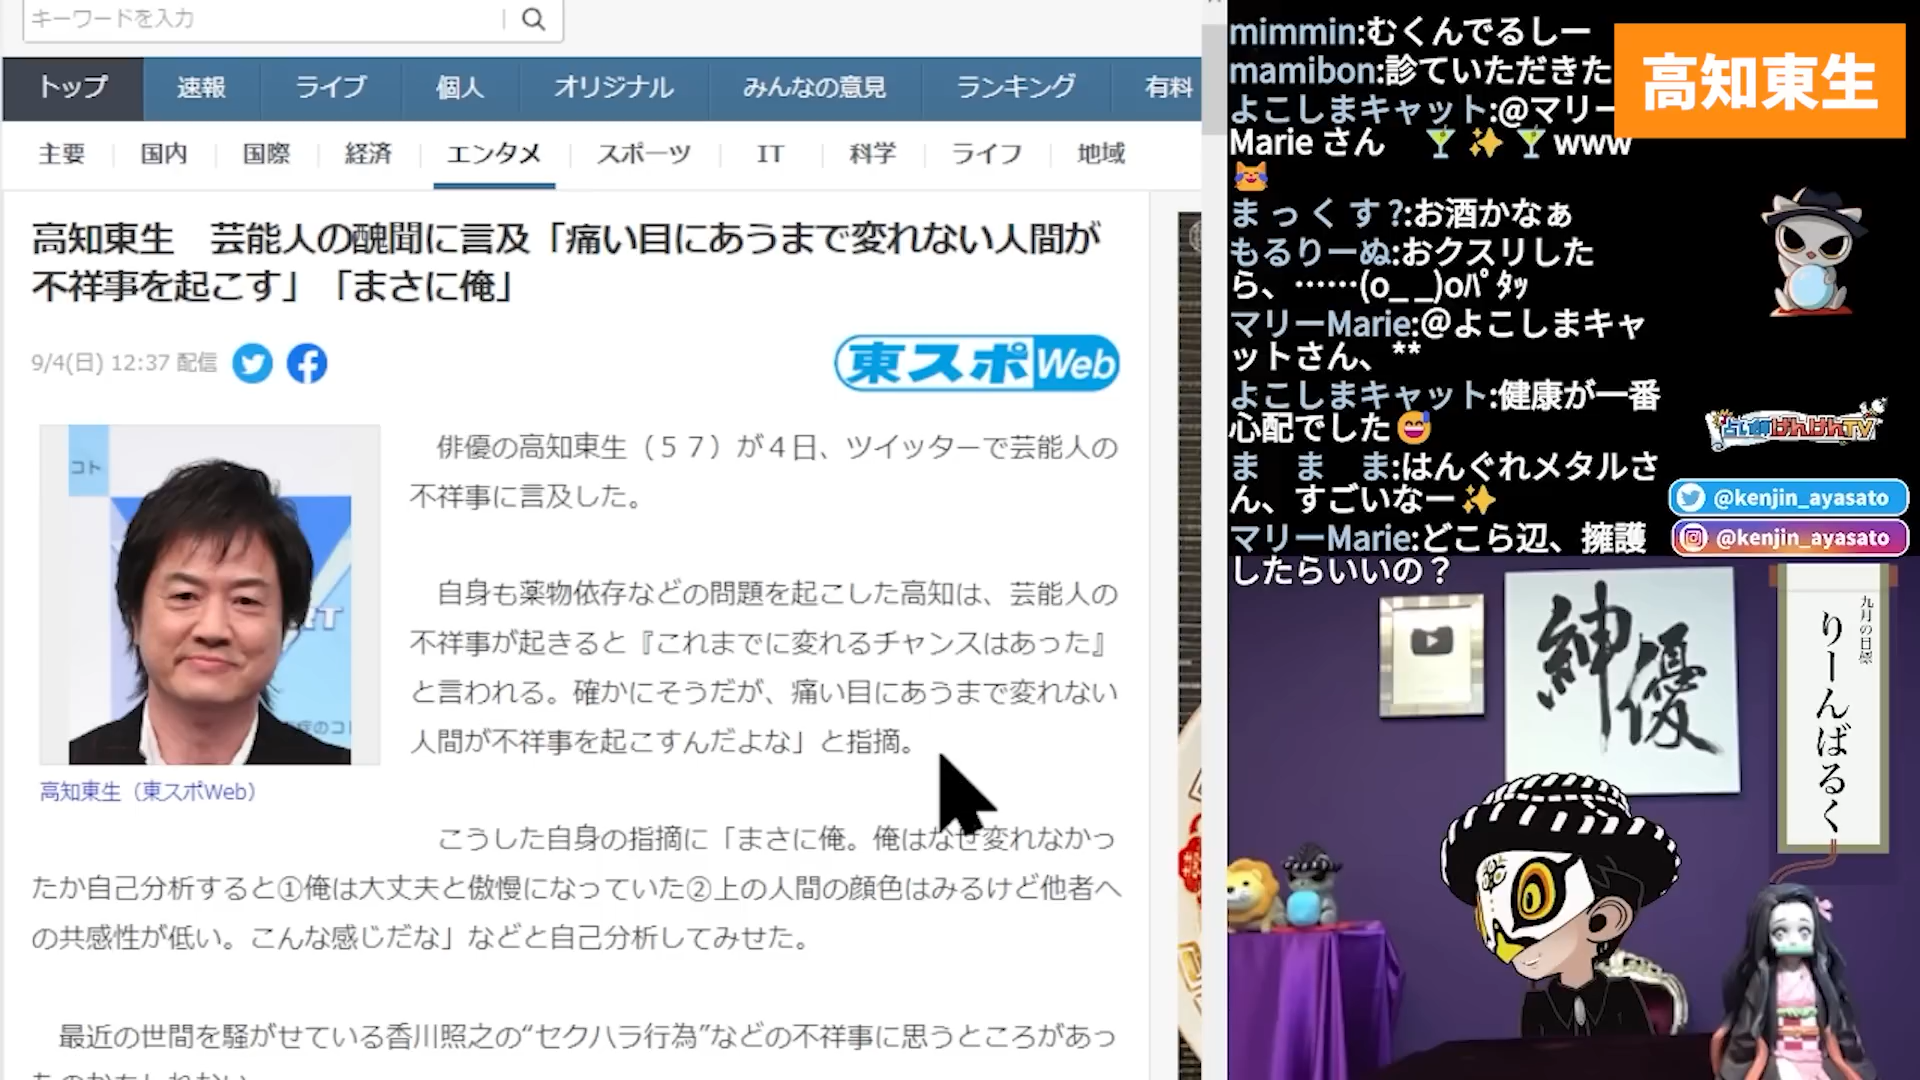 キーワードを入力
トップ 速報 ライブ 個人 オリジナル みんなの意見 ランキング 有料
主要 国内 国際 経済 エンタメ スポーツ IT 科学 ライフ 地域
高知東生　芸能人の醜聞に言及「痛い目にあうまで変れない人間が
不祥事を起こす」「まさに俺」
9/4(日) 12:37 配信
東スポWeb
コト
高知東生（東スポWeb）
俳優の高知東生（５７）が４日、ツイッターで芸能人の
不祥事に言及した。
自身も薬物依存などの問題を起こした高知は、芸能人の
不祥事が起きると『これまでに変れるチャンスはあった』
と言われる。確かにそうだが、痛い目にあうまで変れない
人間が不祥事を起こすんだよな」と指摘。
こうした自身の指摘に「まさに俺。俺はなぜ変れなかっ
たか自己分析すると①俺は大丈夫と傲慢になっていた②上の人間の顔色はみるけど他者へ
の共感性が低い。こんな感じだな」などと自己分析してみせた。
最近の世間を騒がせている香川照之の“セクハラ行為”などの不祥事に思うところがあっ
mimmin:むくんでるしー
mamibon:診ていただきた
よこしまキャット:@マリー
Marie さん　🍸✨🍸www
😹
まっくす?:お酒かなぁ
もるりーぬ:おクスリした
ら、……(o_ _)oﾊﾟﾀｯ
マリーMarie:@よこしまキャ
ットさん、**
よこしまキャット:健康が一番
心配でした😅
ま　ま　ま:はんぐれメタルさ
ん、すごいなー✨
マリーMarie:どこら辺、擁護
したらいいの？
高知東生
占い師げんげんTV
@kenjin_ayasato
@kenjin_ayasato
紳優
九月の目標
りーんばるく